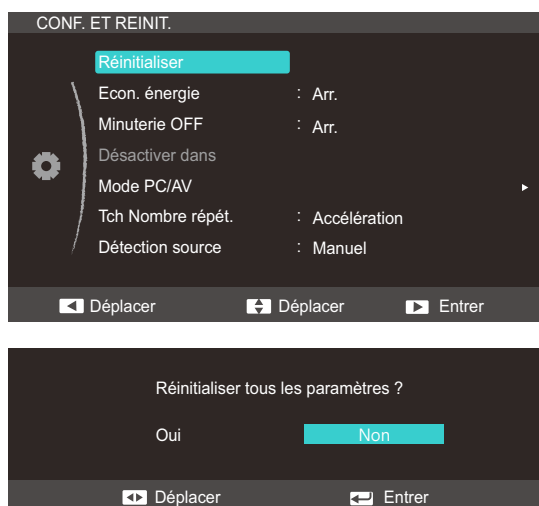 CONF. ET REINIT.
Réinitialiser
Econ. énergie : Arr.
Minuterie OFF : Arr.
Désactiver dans
Mode PC/AV
Tch Nombre répét. : Accélération
Détection source : Manuel
Déplacer Déplacer Entrer
Réinitialiser tous les paramètres ?
Oui Non
Déplacer Entrer